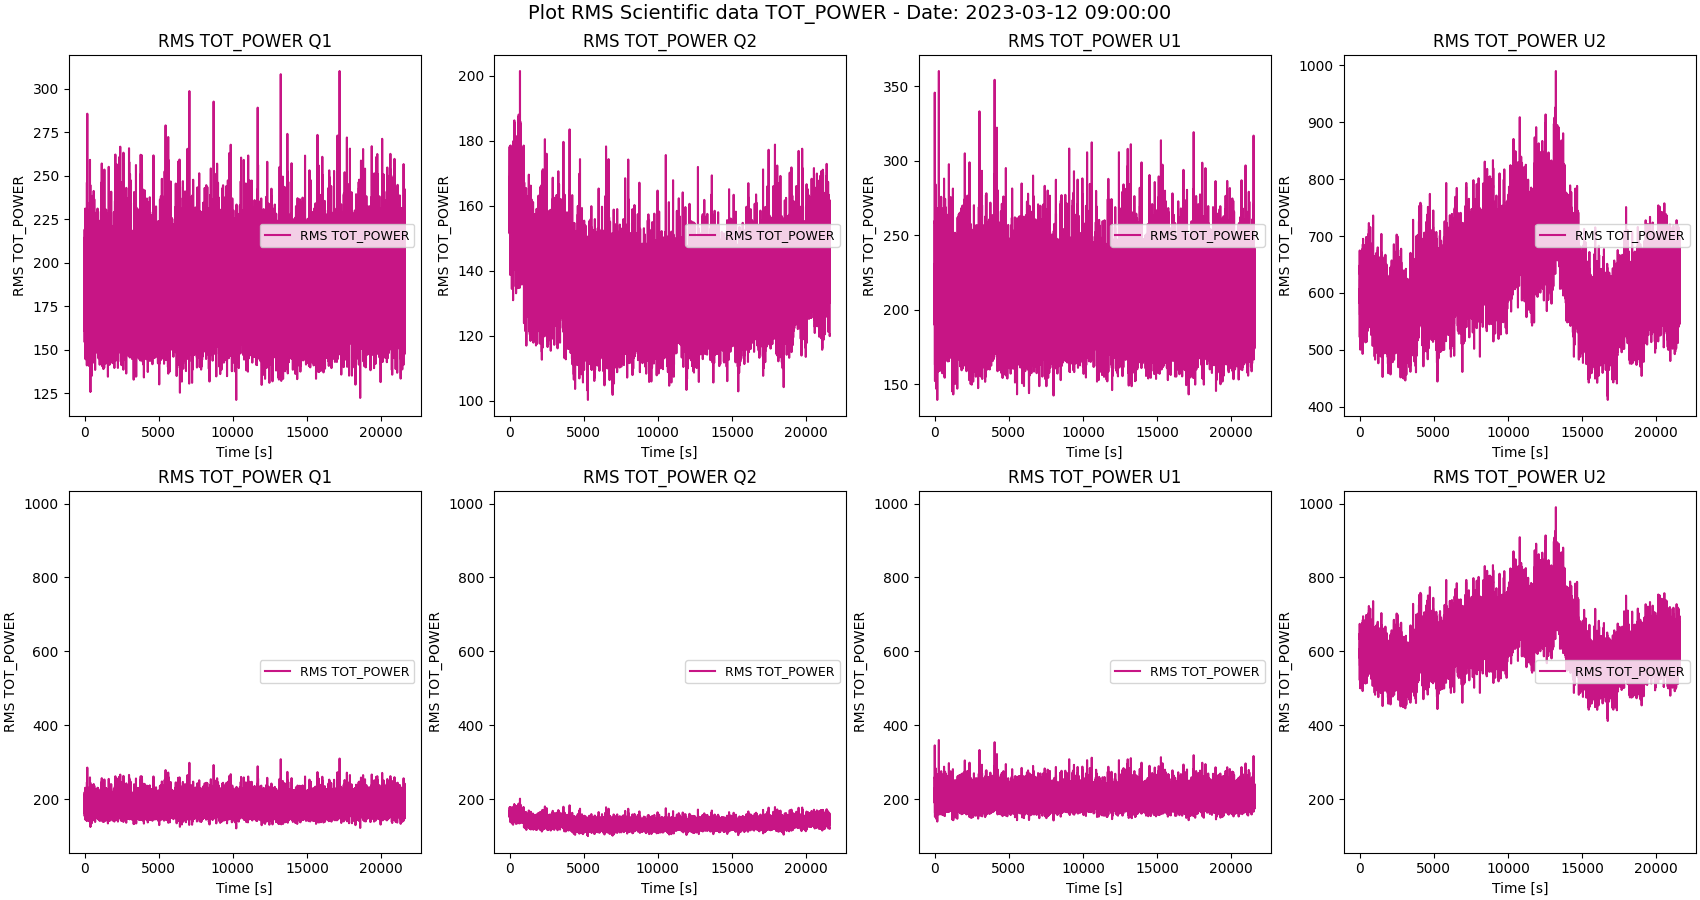 Plot RMS Scientific data TOT_POWER - Date: 2023-03-12 09:00:00
RMS TOT_POWER Q1
RMS TOT_POWER
300
275
250
225
200
175
150
125
RMS TOT_POWER
0 5000 10000 15000 20000
Time [s]
RMS TOT_POWER Q2
RMS TOT_POWER
200
180
160
140
120
100
RMS TOT_POWER
0 5000 10000 15000 20000
Time [s]
RMS TOT_POWER U1
RMS TOT_POWER
350
300
250
200
150
RMS TOT_POWER
0 5000 10000 15000 20000
Time [s]
RMS TOT_POWER U2
RMS TOT_POWER
1000
900
800
700
600
500
400
RMS TOT_POWER
0 5000 10000 15000 20000
Time [s]
RMS TOT_POWER Q1
RMS TOT_POWER
1000
800
600
400
200
RMS TOT_POWER
0 5000 10000 15000 20000
Time [s]
RMS TOT_POWER Q2
RMS TOT_POWER
1000
800
600
400
200
RMS TOT_POWER
0 5000 10000 15000 20000
Time [s]
RMS TOT_POWER U1
RMS TOT_POWER
1000
800
600
400
200
RMS TOT_POWER
0 5000 10000 15000 20000
Time [s]
RMS TOT_POWER U2
RMS TOT_POWER
1000
800
600
400
200
RMS TOT_POWER
0 5000 10000 15000 20000
Time [s]